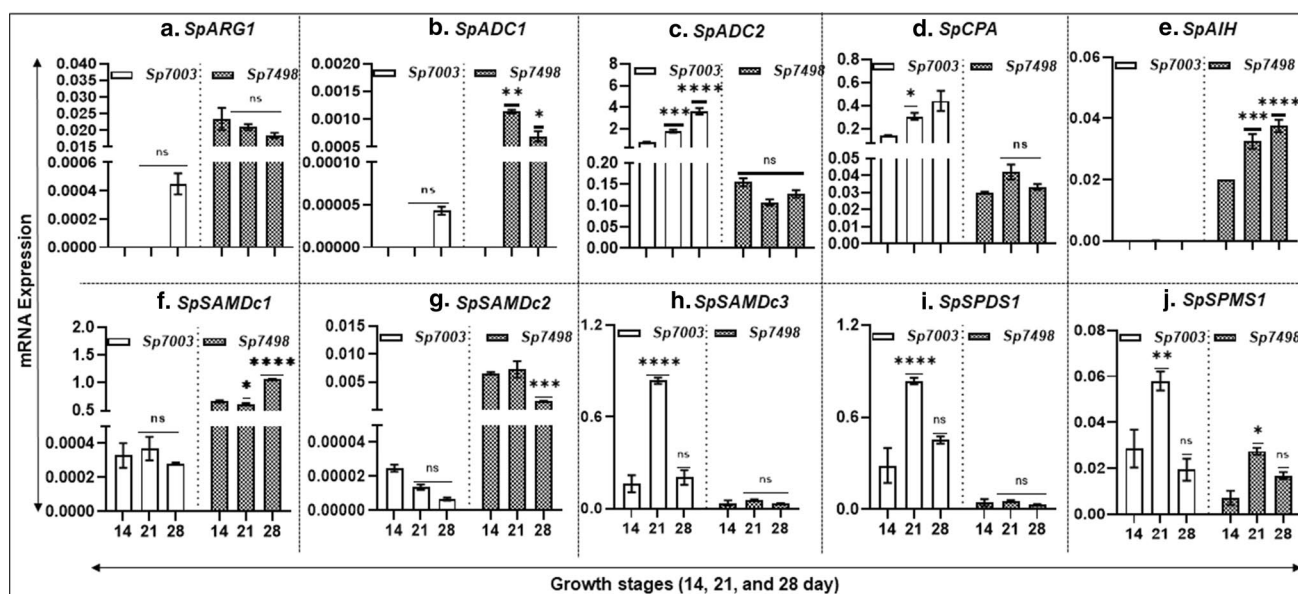 a. SpARG1
b. SpADC1
c. SpADC2
d. SpCPA
e. SpAIH
Sp7003 Sp7498
Sp7003 Sp7498
Sp7003 Sp7498
Sp7003 Sp7498
Sp7003 Sp7498
0.040
0.035
0.030
0.025
0.020
0.015
0.010
0.0006
0.0004
0.0002
0.0000
ns
ns
0.0020
0.0015
0.0010
0.0005
0.00010
0.00005
0.00000
ns
**
*
8
6
4
2
0.20
0.15
0.10
0.05
0.00
***
****
ns
0.8
0.6
0.4
0.2
0.05
0.04
0.03
0.02
0.01
0.00
*
ns
0.06
0.04
0.02
0.00
***
****
mRNA Expression
f. SpSAMDc1
g. SpSAMDc2
h. SpSAMDc3
i. SpSPDS1
j. SpSPMS1
Sp7003 Sp7498
Sp7003 Sp7498
Sp7003 Sp7498
Sp7003 Sp7498
Sp7003 Sp7498
2.0
1.5
1.0
0.5
0.0004
0.0002
0.0000
ns
*
****
0.015
0.010
0.005
0.00004
0.00002
0.00000
ns
***
1.2
0.6
0.0
****
ns
ns
1.2
0.6
0.0
****
ns
ns
0.08
0.06
0.04
0.02
0.00
**
ns
*
ns
14 21 28 14 21 28
14 21 28 14 21 28
14 21 28 14 21 28
14 21 28 14 21 28
14 21 28 14 21 28
Growth stages (14, 21, and 28 day)